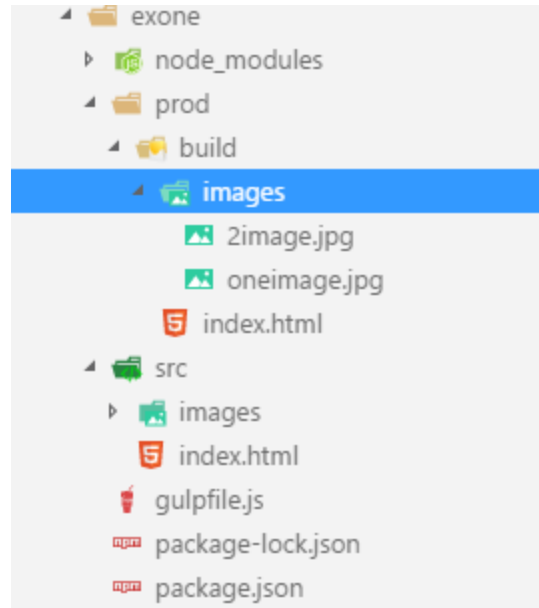 exone
node_modules
prod
build
images
2image.jpg
oneimage.jpg
index.html
src
images
index.html
gulpfile.js
package-lock.json
package.json